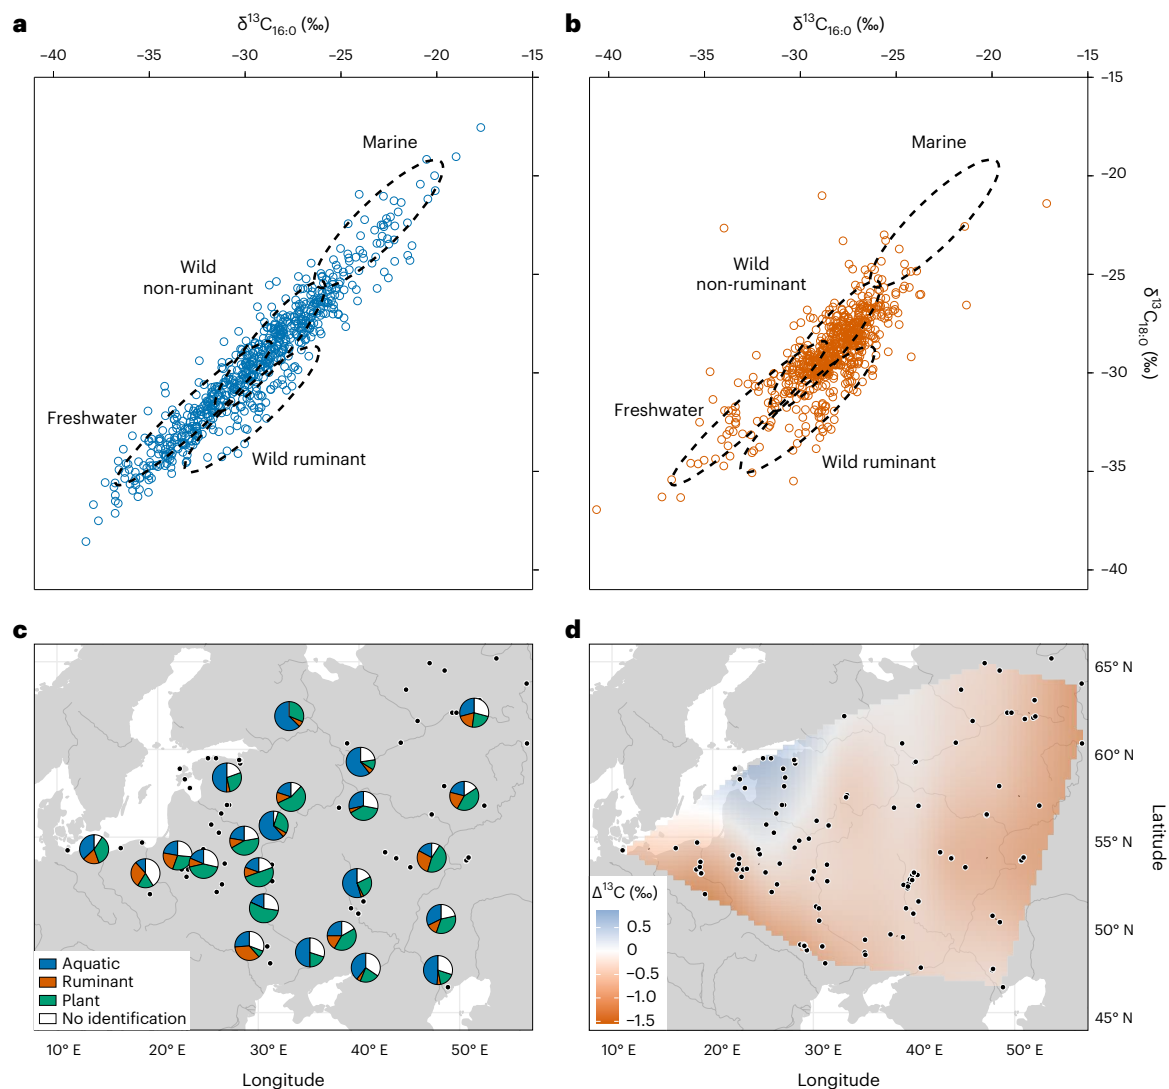 a
δ13C16:0 (‰)
−40 −35 −30 −25 −20 −15
Marine
Wild
non-ruminant
Freshwater
Wild ruminant
b
δ13C16:0 (‰)
−40 −35 −30 −25 −20 −15
−15
Marine
−20
Wild
non-ruminant
−25
δ13C18:0 (‰)
−30
Freshwater
Wild ruminant
−35
−40
c
Aquatic
Ruminant
Plant
No identification
10° E 20° E 30° E 40° E 50° E
Longitude
d
65° N
60° N
55° N
50° N
45° N
Latitude
Δ13C (‰)
0.5
0
−0.5
−1.0
−1.5
10° E 20° E 30° E 40° E 50° E
Longitude